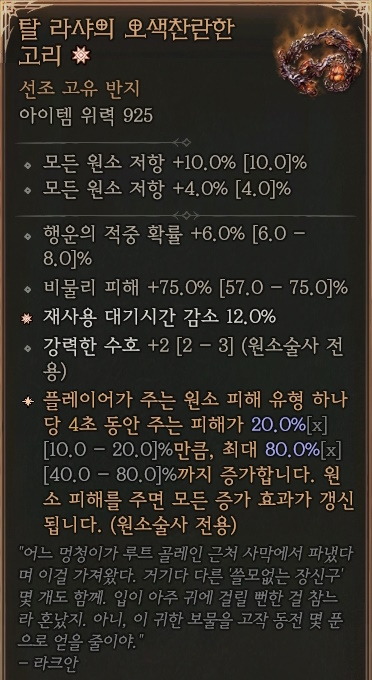 탈 라샤의 오색찬란한
고리
선조 고유 반지
아이템 위력 925
모든 원소 저항 +10.0% [10.0]%
모든 원소 저항 +4.0% [4.0]%
행운의 적중 확률 +6.0% [6.0 –
8.0]%
비물리 피해 +75.0% [57.0 – 75.0]%
재사용 대기시간 감소 12.0%
강력한 수호 +2 [2 – 3] (원소술사 전
용)
플레이어가 주는 원소 피해 유형 하나
당 4초 동안 주는 피해가 20.0%[x]
[10.0 – 20.0]%만큼, 최대 80.0%[x]
[40.0 – 80.0]%까지 증가합니다. 원
소 피해를 주면 모든 증가 효과가 갱신
됩니다. (원소술사 전용)
"어느 멍청이가 루트 골레인 근처 사막에서 파냈다
며 이걸 가져왔다. 거기다 다른 '쓸모없는 장신구'
몇 개도 함께. 입이 아주 귀에 걸릴 뻔한 걸 참느
라 혼났지. 아니, 이 귀한 보물을 고작 동전 몇 푼
으로 얻을 줄이야."
– 라크안